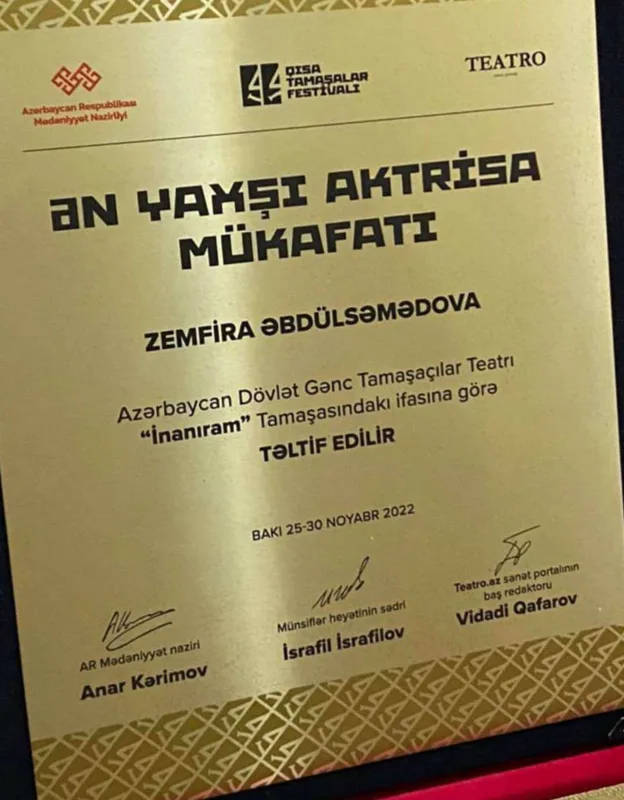 Azərbaycan Respublikası
Mədəniyyət Nazirliyi
QISA
TAMAŞALAR
FESTİVALI
TEATRO
ƏN YAXŞI AKTRİSA
MÜKAFATI
ZEMFİRA ƏBDÜLSƏMƏDOVA
Azərbaycan Dövlət Gənc Tamaşaçılar Teatrı
“İnanıram” Tamaşasındakı ifasına görə
TƏLTİF EDİLİR
BAKI 25-30 NOYABR 2022
AR Mədəniyyət naziri
Anar Kərimov
Münsiflər heyətinin sədri
İsrafil İsrafilov
Teatro.az sənət portalının
baş redaktoru
Vidadi Qafarov